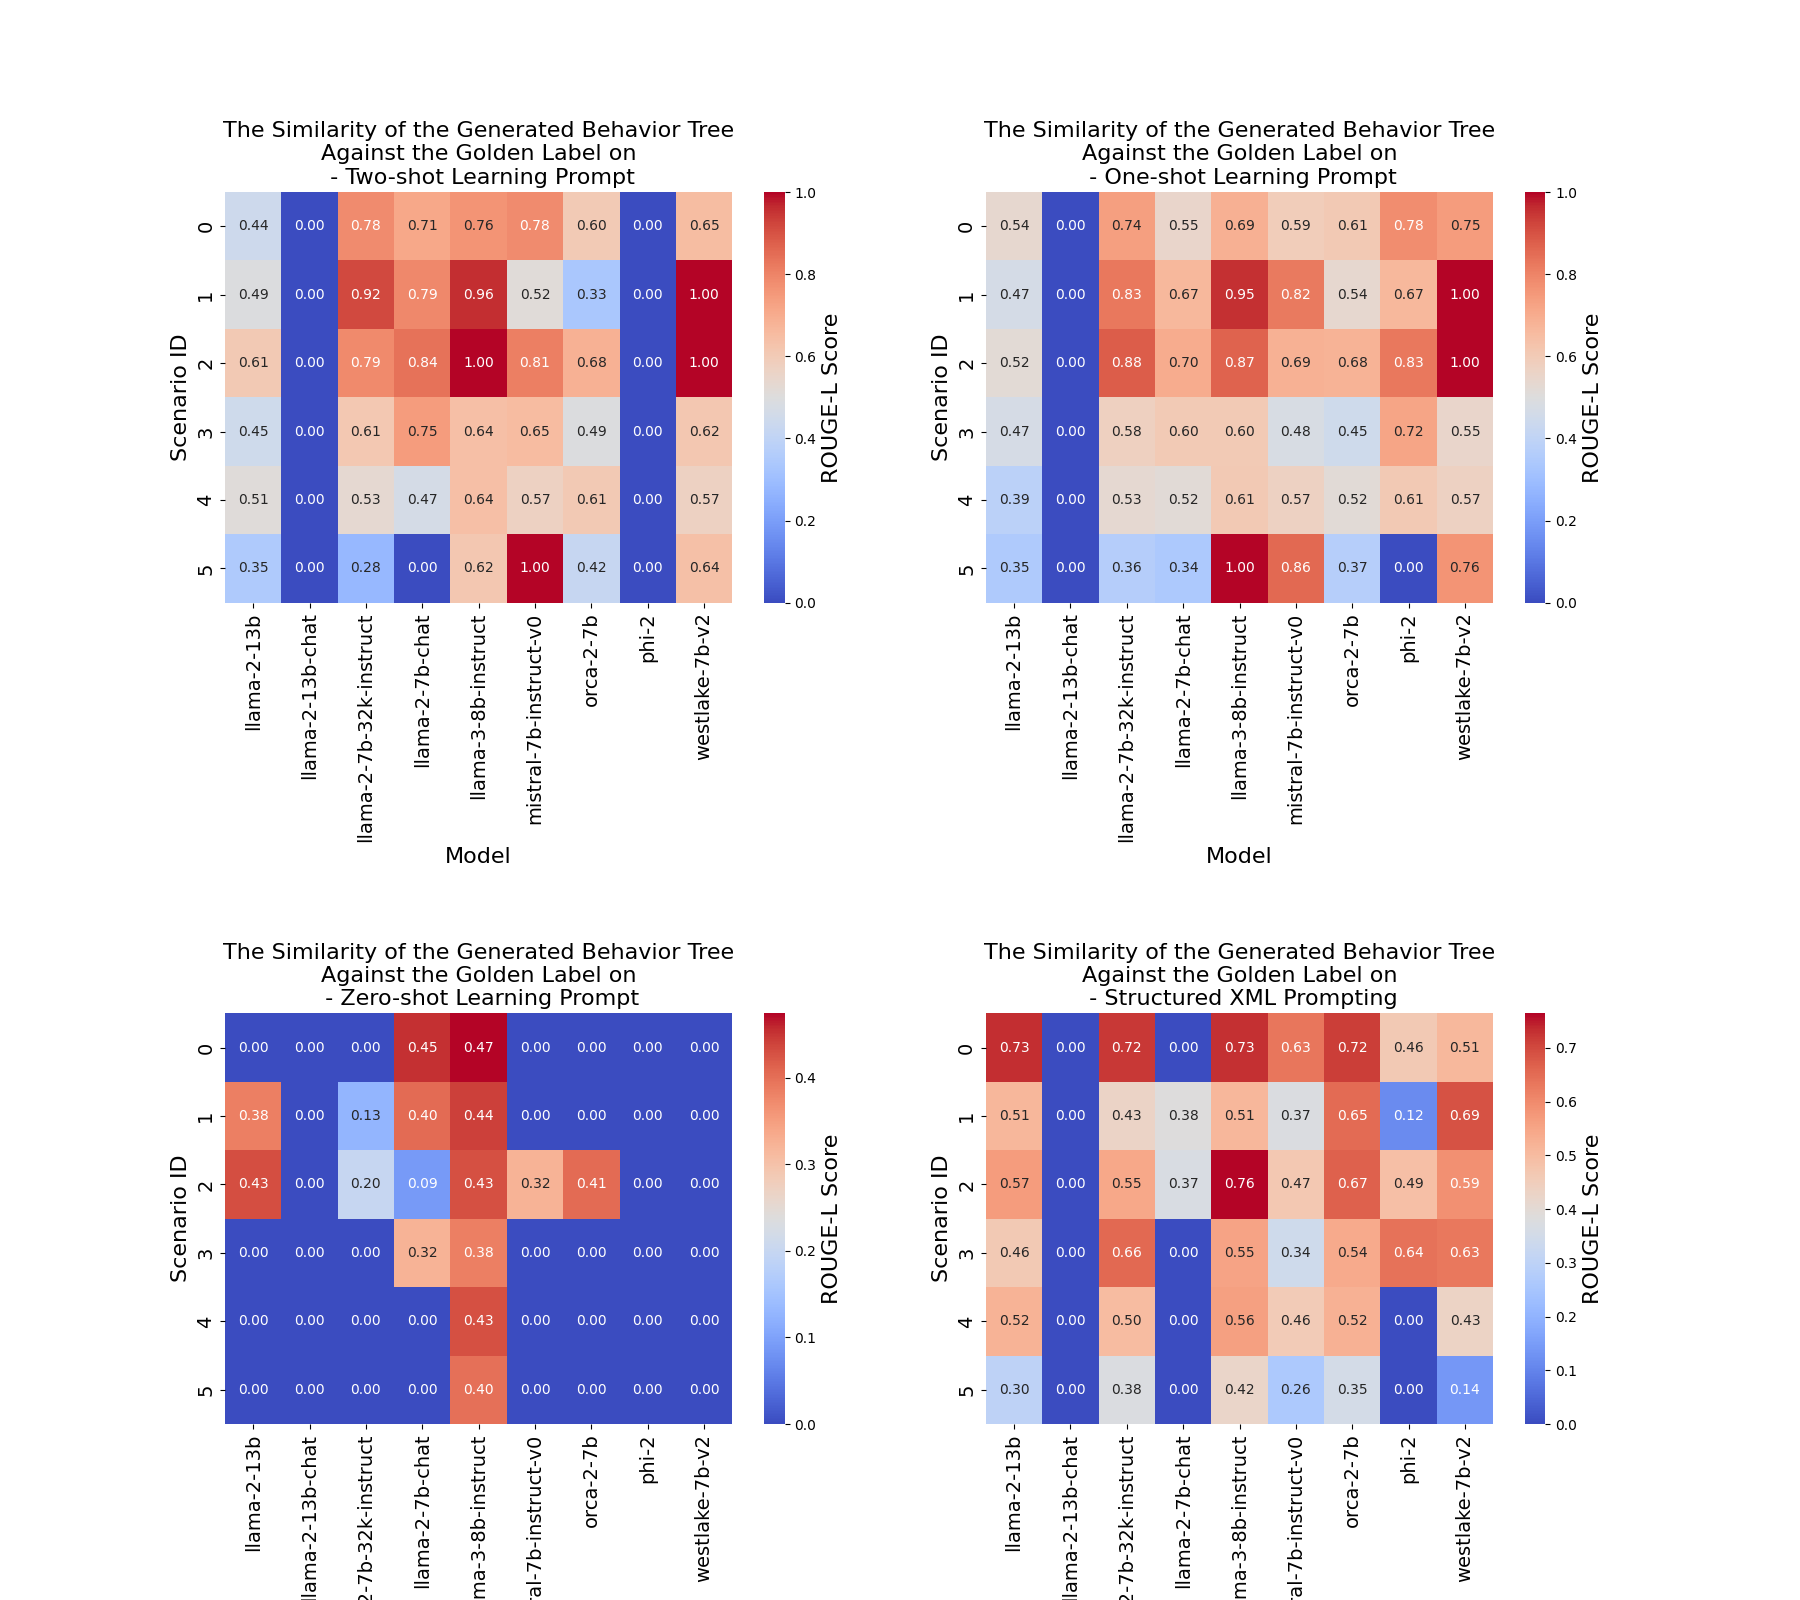 The Similarity of the Generated Behavior Tree
Against the Golden Label on
- Two-shot Learning Prompt
Scenario ID
0 0.44 0.00 0.78 0.71 0.76 0.78 0.60 0.00 0.65
1 0.49 0.00 0.92 0.79 0.96 0.52 0.33 0.00 1.00
2 0.61 0.00 0.79 0.84 1.00 0.81 0.68 0.00 1.00
3 0.45 0.00 0.61 0.75 0.64 0.65 0.49 0.00 0.62
4 0.51 0.00 0.53 0.47 0.64 0.57 0.61 0.00 0.57
5 0.35 0.00 0.28 0.00 0.62 1.00 0.42 0.00 0.64
llama-2-13b
llama-2-13b-chat
llama-2-7b-32k-instruct
llama-2-7b-chat
llama-3-8b-instruct
mistral-7b-instruct-v0
orca-2-7b
phi-2
westlake-7b-v2
Model
1.0
0.8
0.6
0.4
0.2
0.0
ROUGE-L Score
The Similarity of the Generated Behavior Tree
Against the Golden Label on
- One-shot Learning Prompt
Scenario ID
0 0.54 0.00 0.74 0.55 0.69 0.59 0.61 0.78 0.75
1 0.47 0.00 0.83 0.67 0.95 0.82 0.54 0.67 1.00
2 0.52 0.00 0.88 0.70 0.87 0.69 0.68 0.83 1.00
3 0.47 0.00 0.58 0.60 0.60 0.48 0.45 0.72 0.55
4 0.39 0.00 0.53 0.52 0.61 0.57 0.52 0.61 0.57
5 0.35 0.00 0.36 0.34 1.00 0.86 0.37 0.00 0.76
llama-2-13b
llama-2-13b-chat
llama-2-7b-32k-instruct
llama-2-7b-chat
llama-3-8b-instruct
mistral-7b-instruct-v0
orca-2-7b
phi-2
westlake-7b-v2
Model
1.0
0.8
0.6
0.4
0.2
0.0
ROUGE-L Score
The Similarity of the Generated Behavior Tree
Against the Golden Label on
- Zero-shot Learning Prompt
Scenario ID
0 0.00 0.00 0.00 0.45 0.47 0.00 0.00 0.00 0.00
1 0.38 0.00 0.13 0.40 0.44 0.00 0.00 0.00 0.00
2 0.43 0.00 0.20 0.09 0.43 0.32 0.41 0.00 0.00
3 0.00 0.00 0.00 0.32 0.38 0.00 0.00 0.00 0.00
4 0.00 0.00 0.00 0.00 0.43 0.00 0.00 0.00 0.00
5 0.00 0.00 0.00 0.00 0.40 0.00 0.00 0.00 0.00
llama-2-13b
llama-2-13b-chat
2-7b-32k-instruct
llama-2-7b-chat
ma-3-8b-instruct
ral-7b-instruct-v0
orca-2-7b
phi-2
westlake-7b-v2
0.4
0.3
0.2
0.1
0.0
ROUGE-L Score
The Similarity of the Generated Behavior Tree
Against the Golden Label on
- Structured XML Prompting
Scenario ID
0 0.73 0.00 0.72 0.00 0.73 0.63 0.72 0.46 0.51
1 0.51 0.00 0.43 0.38 0.51 0.37 0.65 0.12 0.69
2 0.57 0.00 0.55 0.37 0.76 0.47 0.67 0.49 0.59
3 0.46 0.00 0.66 0.00 0.55 0.34 0.54 0.64 0.63
4 0.52 0.00 0.50 0.00 0.56 0.46 0.52 0.00 0.43
5 0.30 0.00 0.38 0.00 0.42 0.26 0.35 0.00 0.14
llama-2-13b
llama-2-13b-chat
2-7b-32k-instruct
llama-2-7b-chat
ma-3-8b-instruct
ral-7b-instruct-v0
orca-2-7b
phi-2
westlake-7b-v2
0.7
0.6
0.5
0.4
0.3
0.2
0.1
0.0
ROUGE-L Score